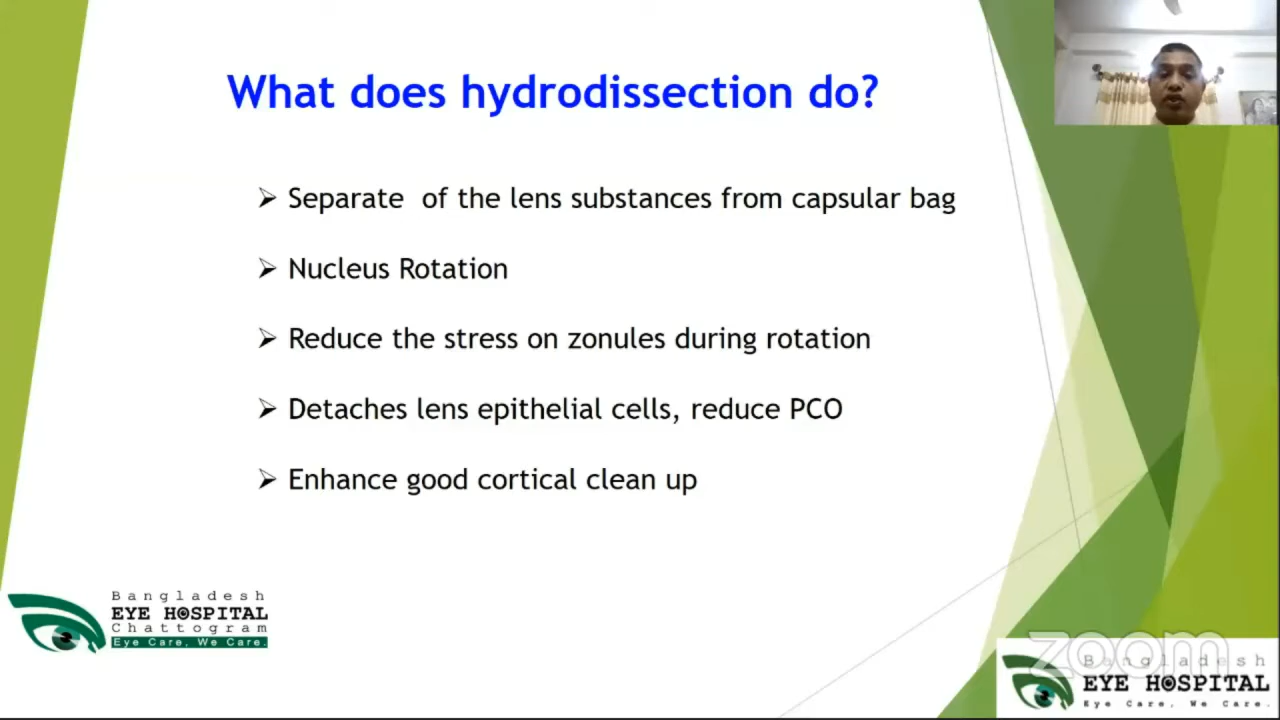 What does hydrodissection do?
Separate of the lens substances from capsular bag
Nucleus Rotation
Reduce the stress on zonules during rotation
Detaches lens epithelial cells, reduce PCO
Enhance good cortical clean up
Bangladesh
EYE HOSPITAL
Chattogram
Eye Care, We Care.
zoom
Bangladesh
EYE HOSPITAL
Eye Care, We Care.